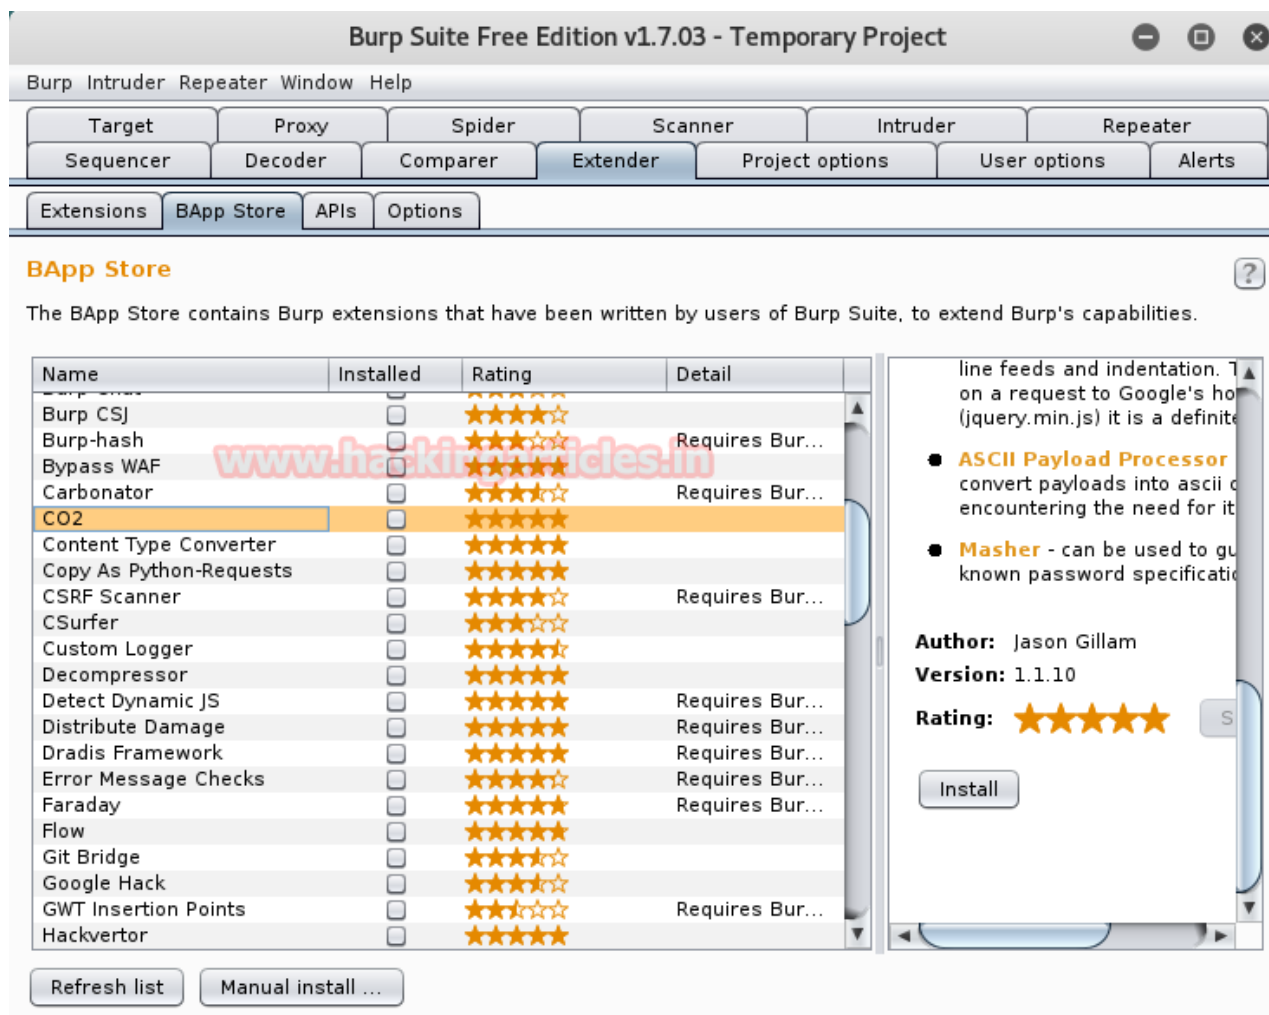 Burp Suite Free Edition v1.7.03 - Temporary Project
Burp Intruder Repeater Window Help
Target Proxy Spider Scanner Intruder Repeater
Sequencer Decoder Comparer Extender Project options User options Alerts
Extensions BApp Store APIs Options
BApp Store
?
The BApp Store contains Burp extensions that have been written by users of Burp Suite, to extend Burp's capabilities.
Name Installed Rating Detail
Burp CSJ
Burp-hash Requires Bur...
Bypass WAF
www.hackingarticles.in
Carbonator Requires Bur...
CO2
Content Type Converter
Copy As Python-Requests
CSRF Scanner Requires Bur...
CSurfer
Custom Logger
Decompressor
Detect Dynamic JS Requires Bur...
Distribute Damage Requires Bur...
Dradis Framework Requires Bur...
Error Message Checks Requires Bur...
Faraday Requires Bur...
Flow
Git Bridge
Google Hack
GWT Insertion Points Requires Bur...
Hackvertor
line feeds and indentation.
on a request to Google's ho
(jquery.min.js) it is a definite
ASCII Payload Processor
convert payloads into ascii
encountering the need for it
Masher - can be used to gu
known password specificatio
Author: Jason Gillam
Version: 1.1.10
Rating: S
Install
Refresh list Manual install ...